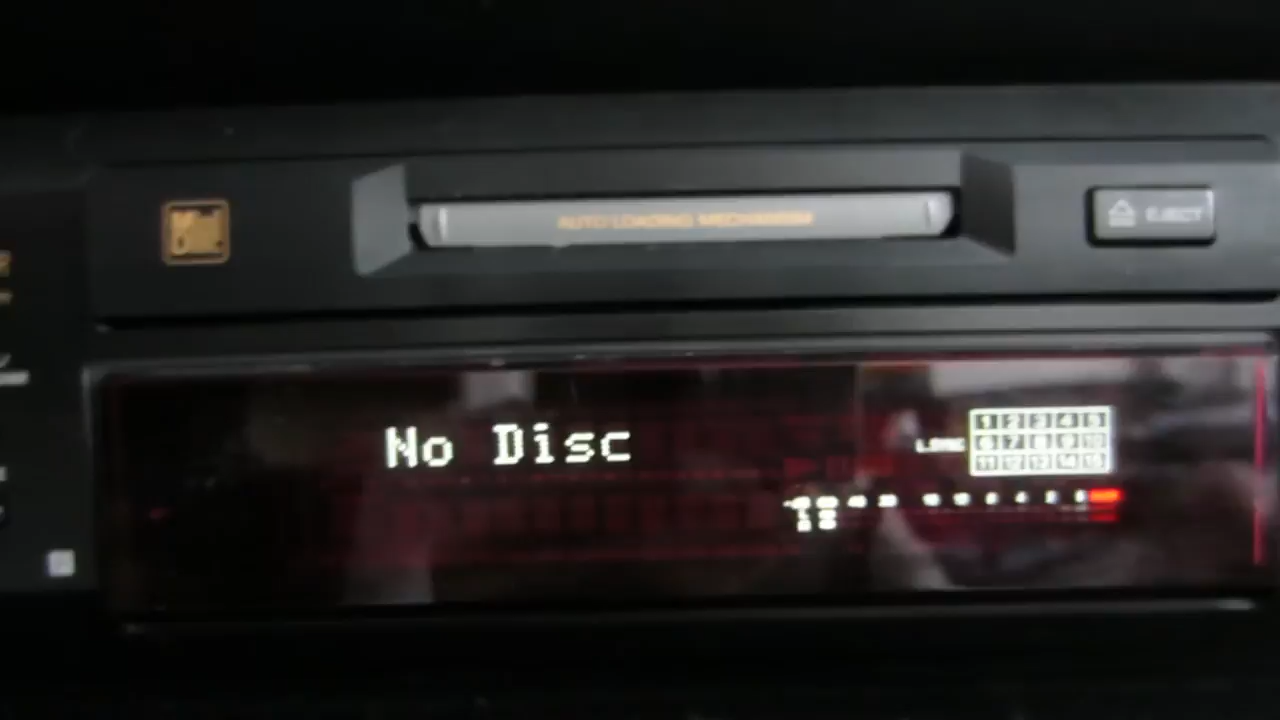 AUTO LOADING MECHANISM
EJECT
No Disc
1 2 3 4 5
6 7 8 9 10
11 12 13 14 15